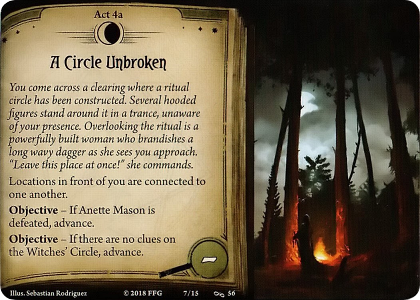 Act 4a
A Circle Unbroken
You come across a clearing where a ritual
circle has been constructed. Several hooded
figures stand around it in a trance, unaware
of your presence. Overlooking the ritual is a
powerfully built woman who brandishes a
long wavy dagger as she sees you approach.
“Leave this place at once!” she commands.
Locations in front of you are connected to
one another.
Objective – If Anette Mason is
defeated, advance.
Objective – If there are no clues on
the Witches’ Circle, advance.
–
Illus. Sebastian Rodriguez © 2018 FFG 7/15 56